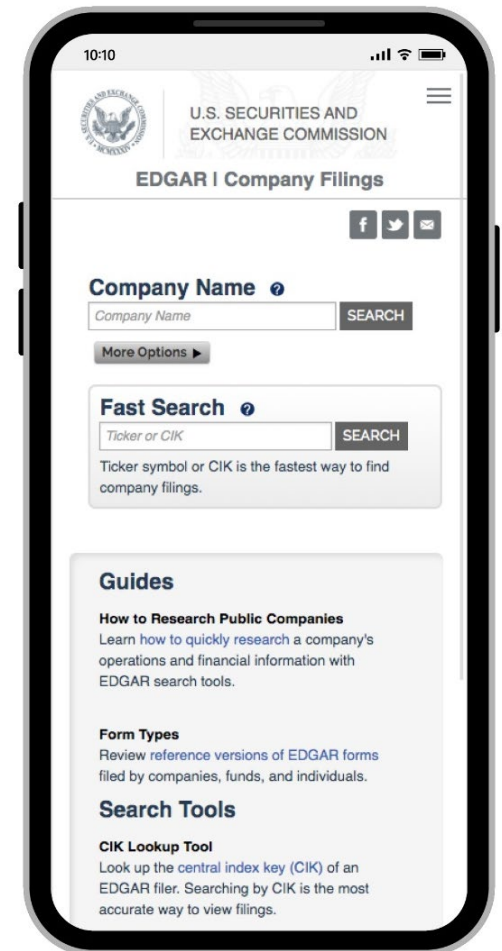 10:10
U.S. SECURITIES AND
EXCHANGE COMMISSION
EDGAR | Company Filings
Company Name ?
Company Name
SEARCH
More Options ▶
Fast Search ?
Ticker or CIK
SEARCH
Ticker symbol or CIK is the fastest way to find
company filings.
Guides
How to Research Public Companies
Learn how to quickly research a company's
operations and financial information with
EDGAR search tools.
Form Types
Review reference versions of EDGAR forms
filed by companies, funds, and individuals.
Search Tools
CIK Lookup Tool
Look up the central index key (CIK) of an
EDGAR filer. Searching by CIK is the most
accurate way to view filings.